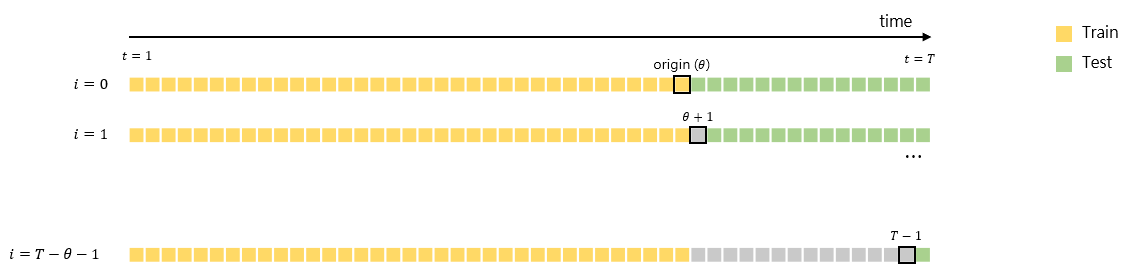 time
Train
t = 1
t = T
Test
origin (θ)
i = 0
θ + 1
i = 1
...
T − 1
i = T − θ − 1